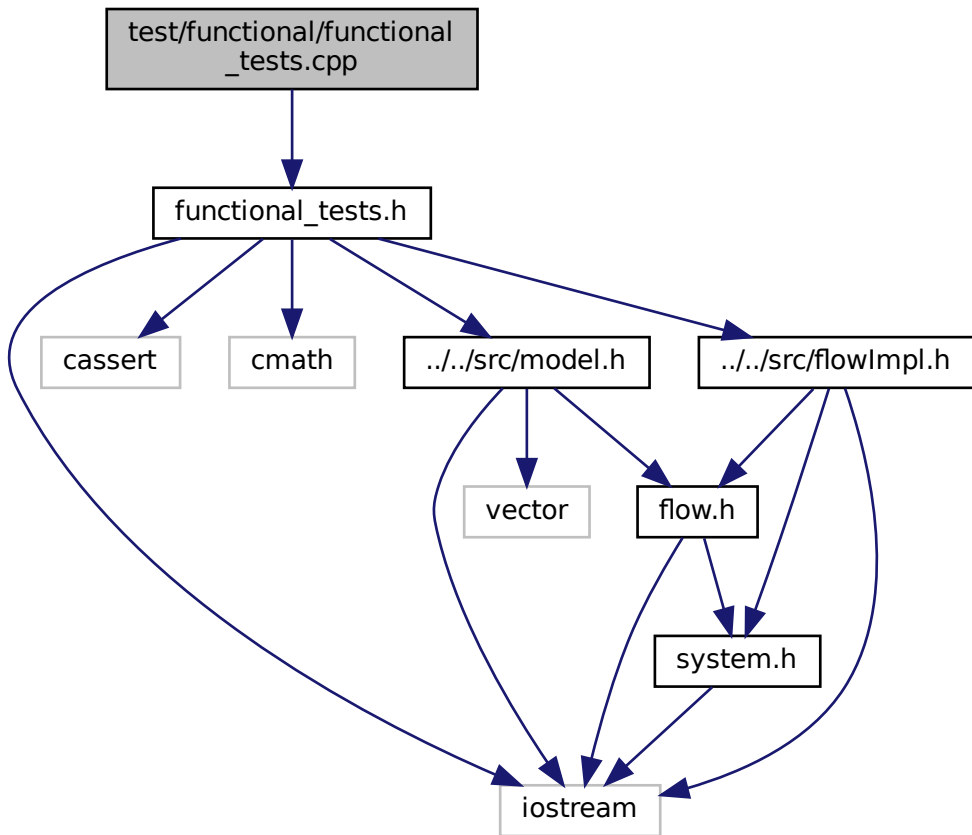 test/functional/functional
_tests.cpp
functional_tests.h
cassert
cmath
../../src/model.h
../../src/flowImpl.h
vector
flow.h
system.h
iostream